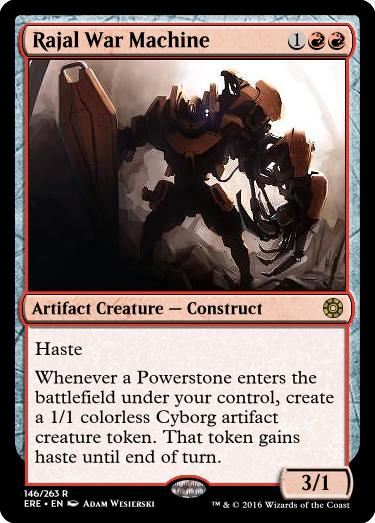 Rajal War Machine 1
Artifact Creature — Construct
Haste
Whenever a Powerstone enters the
battlefield under your control, create
a 1/1 colorless Cyborg artifact
creature token. That token gains
haste until end of turn.
3/1
146/263 R
ERE • EN Adam Wesierski
™ & © 2016 Wizards of the Coast